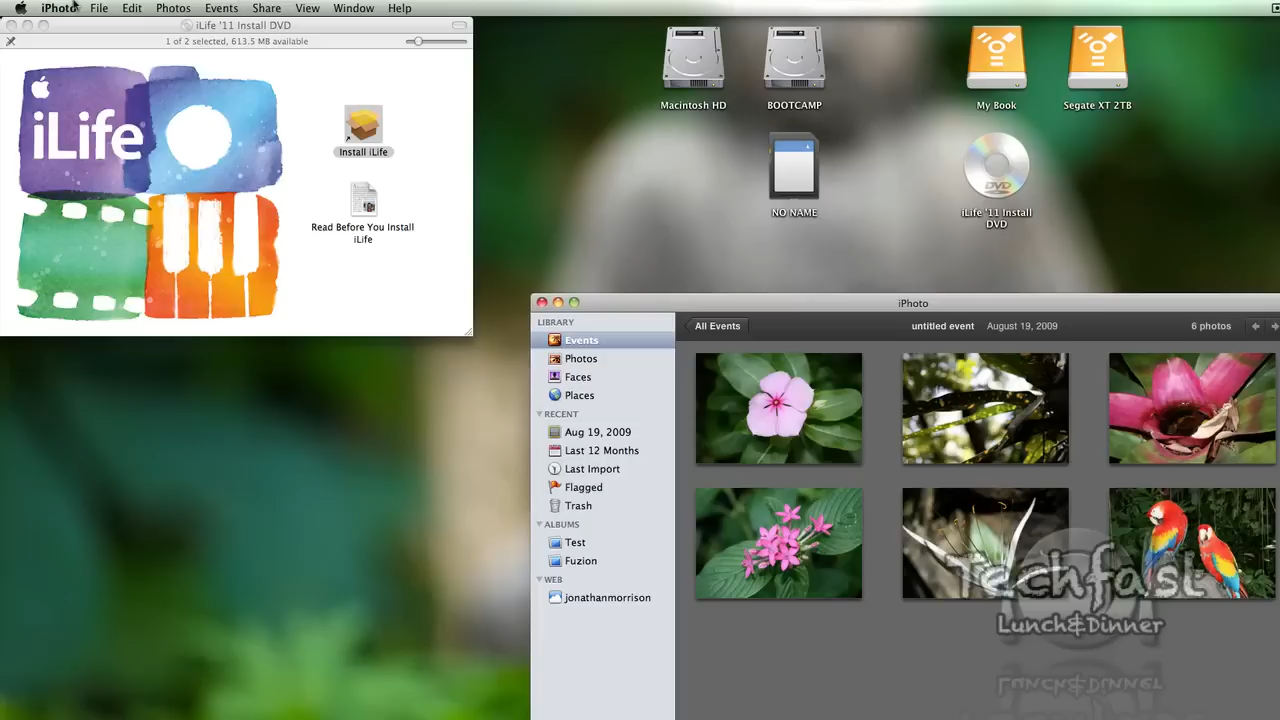 iPhoto File Edit Photos Events Share View Window Help
iLife '11 Install DVD
1 of 2 selected, 613.5 MB available
iLife
Install iLife
Read Before You Install
iLife
Macintosh HD
BOOTCAMP
My Book
Segate XT 2TB
NO NAME
DVD
iLife '11 Install
DVD
iPhoto
All Events
untitled event August 19, 2009
6 photos
LIBRARY
Events
Photos
Faces
Places
RECENT
Aug 19, 2009
Last 12 Months
Last Import
Flagged
Trash
ALBUMS
Test
Fuzion
WEB
jonathanmorrison
Techfast
Lunch&Dinner